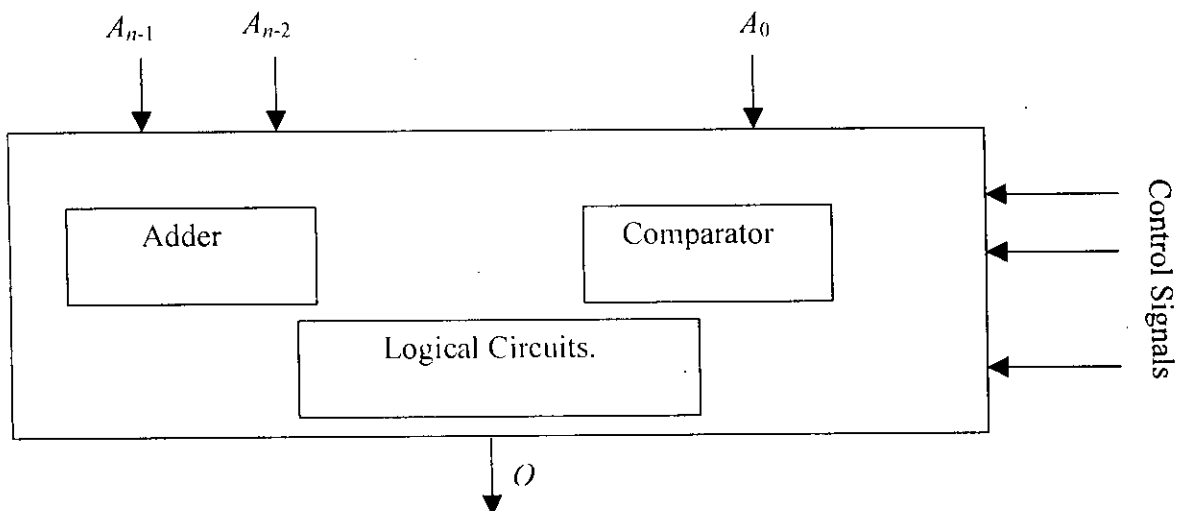 A_{n-1} A_{n-2} A_0
Adder
Comparator
Logical Circuits.
Control Signals
O